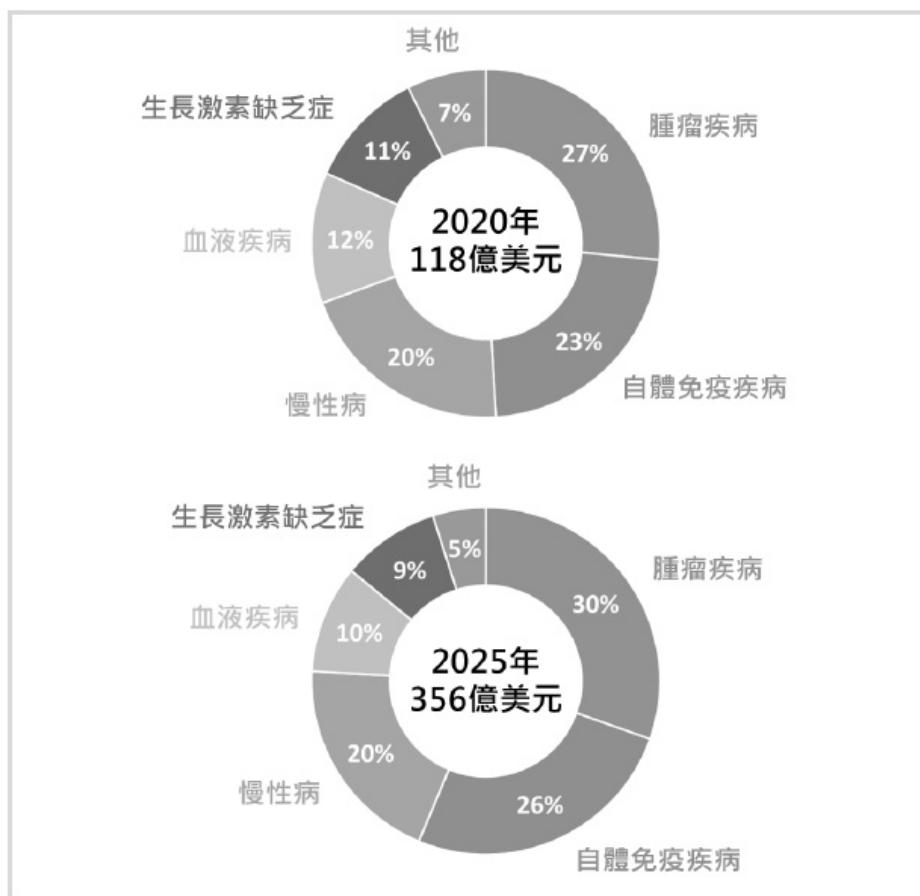 其他
7%
生長激素缺乏症
11%
腫瘤疾病
27%
血液疾病
12%
2020年
118億美元
23%
20%
自體免疫疾病
慢性病
其他
5%
生長激素缺乏症
9%
腫瘤疾病
30%
血液疾病
10%
2025年
356億美元
20%
慢性病
26%
自體免疫疾病